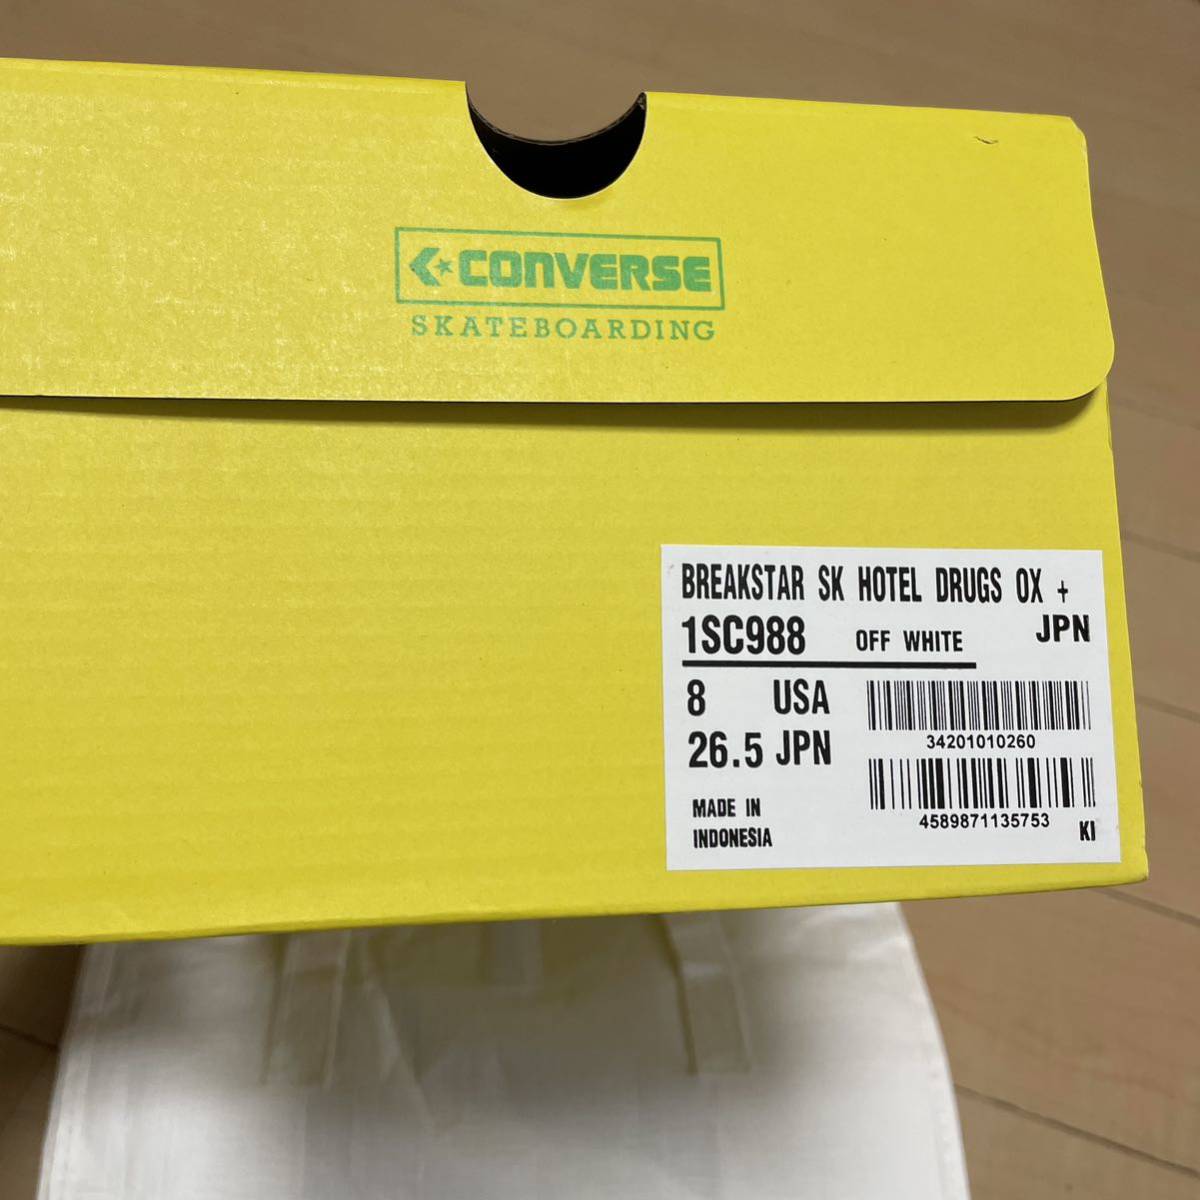 CONVERSE
SKATEBOARDING
BREAKSTAR SK HOTEL DRUGS OX +
1SC988 OFF WHITE JPN
8 USA
26.5 JPN
34201010260
4589871135753
MADE IN
INDONESIA
KI